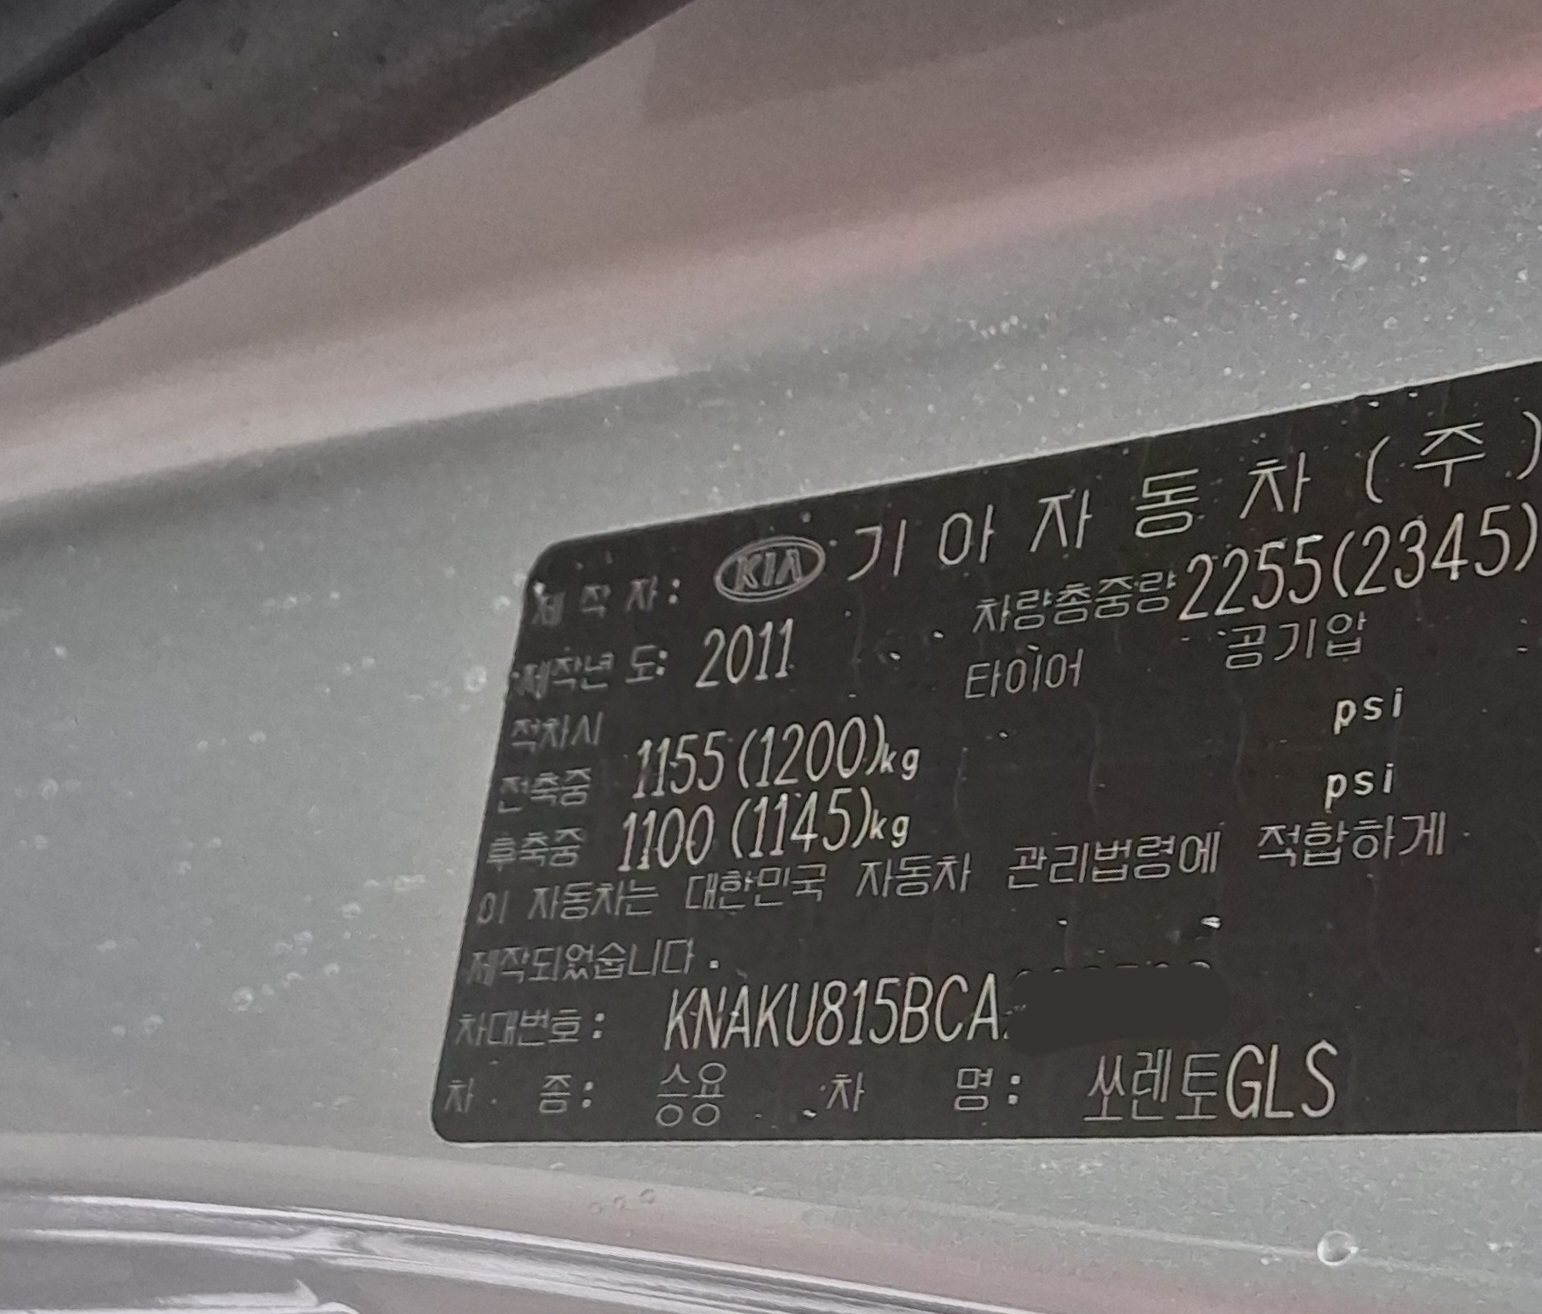 제 작 자: KIA 기 아 자 동 차 ( 주 )
제작년 도: 2011 차량총중량 2255(2345)
적차시 타이어 공기압
전축중 1155 (1200)kg psi
후축중 1100 (1145)kg psi
이 자동차는 대한민국 자동차 관리법령에 적합하게
제작되었습니다.
차대번호: KNAKU815BCA
차 종: 승용 차 명: 쏘렌토GLS